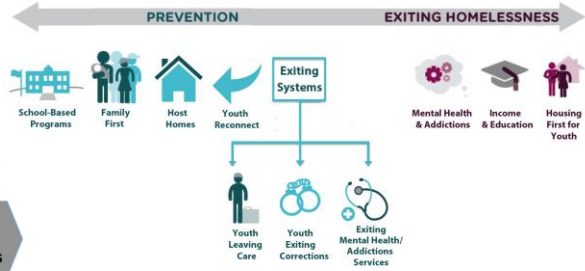 PREVENTION
EXITING HOMELESSNESS
Exiting
Systems
School-Based
Programs
Family
First
Host
Homes
Youth
Reconnect
Mental Health
& Addictions
Income
& Education
Housing
First for
Youth
Youth
Leaving
Care
Youth
Exiting
Corrections
Exiting
Mental Health/
Addictions
Services
s